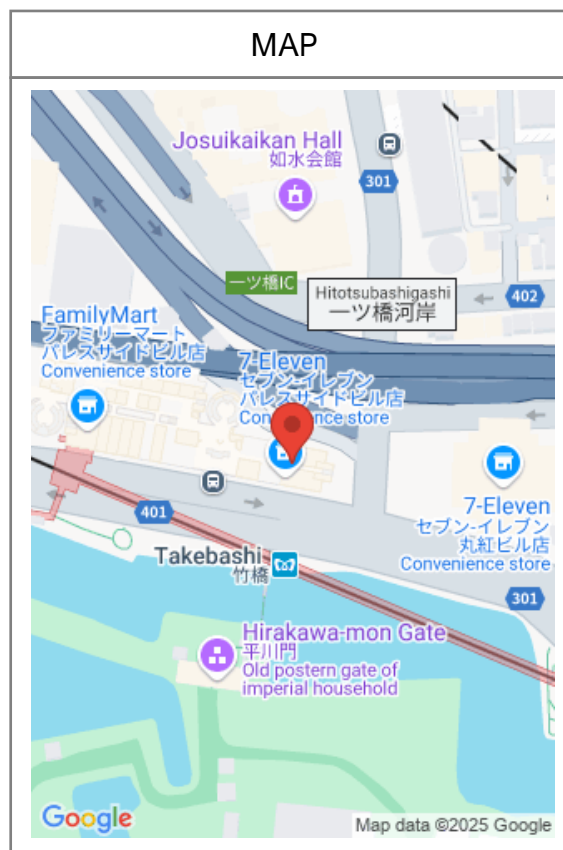 MAP
Josuikaikan Hall
如水会館
301
一ツ橋IC
Hitotsubashigashi
一ツ橋河岸
402
FamilyMart
ファミリーマート
パレスサイドビル店
Convenience store
7-Eleven
セブン-イレブン
パレスサイドビル店
Convenience store
7-Eleven
セブン-イレブン
丸紅ビル店
Convenience store
401
Takebashi
竹橋
301
Hirakawa-mon Gate
平川門
Old postern gate of
imperial household
Google
Map data ©2025 Google